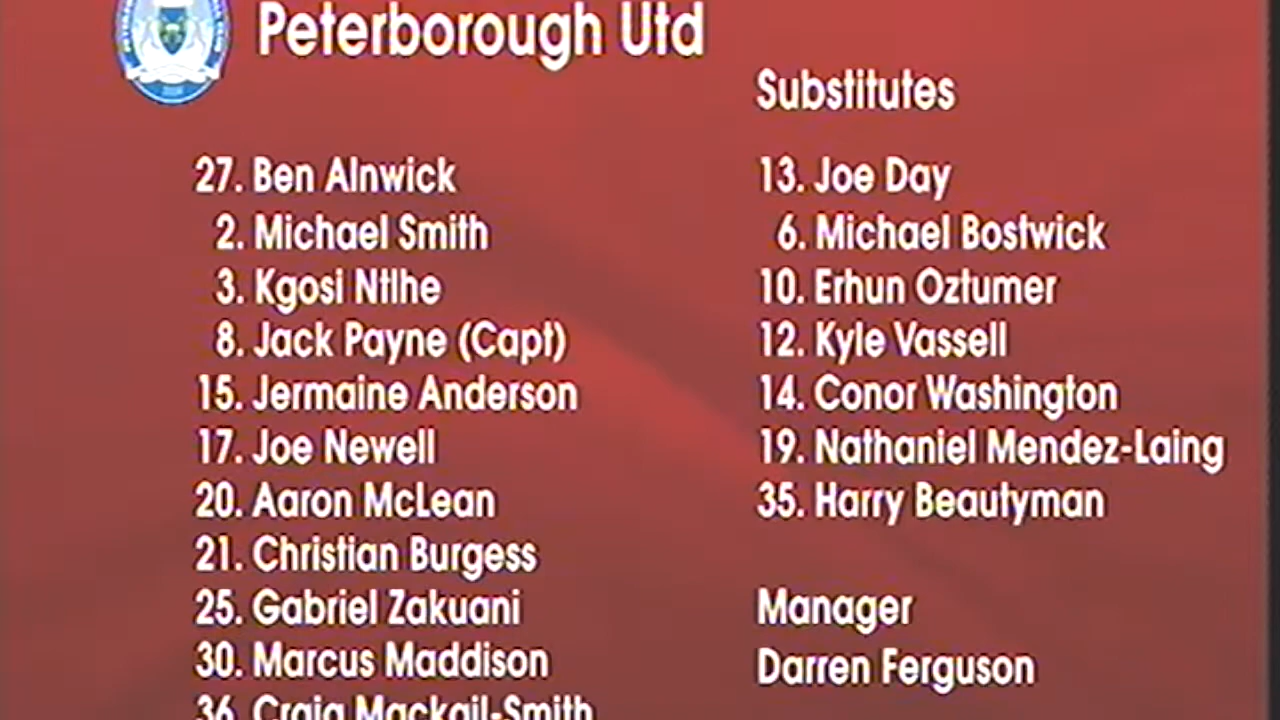 Peterborough Utd
27. Ben Alnwick
2. Michael Smith
3. Kgosi Ntlhe
8. Jack Payne (Capt)
15. Jermaine Anderson
17. Joe Newell
20. Aaron McLean
21. Christian Burgess
25. Gabriel Zakuani
30. Marcus Maddison
36. Craig Mackail-Smith
Substitutes
13. Joe Day
6. Michael Bostwick
10. Erhun Oztumer
12. Kyle Vassell
14. Conor Washington
19. Nathaniel Mendez-Laing
35. Harry Beautyman
Manager
Darren Ferguson